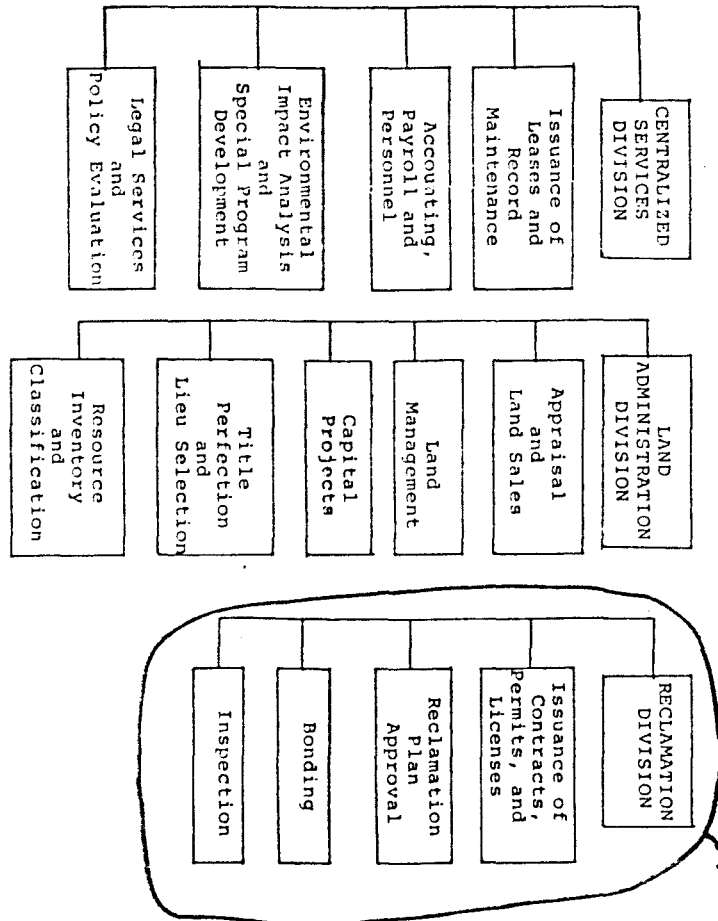 CENTRALIZED
SERVICES
DIVISION
Issuance of
Leases and
Record
Maintenance
Accounting,
Payroll and
Personnel
Environmental
Impact Analysis
and
Special Program
Development
Legal Services
and
Policy Evaluation
LAND
ADMINISTRATION
DIVISION
Appraisal
and
Land Sales
Land
Management
Capital
Projects
Title
Perfection
and
Lieu Selection
Resource
Inventory
and
Classification
RECLAMATION
DIVISION
Issuance of
Contracts,
Permits, and
Licenses
Reclamation
Plan
Approval
Bonding
Inspection